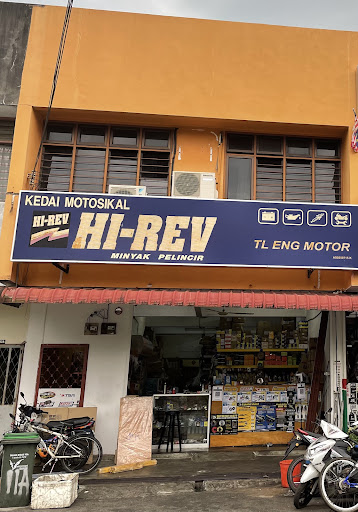 KEDAI MOTOSIKAL
HI-REV
HI-REV
MINYAK PELINCIR
TL ENG MOTOR